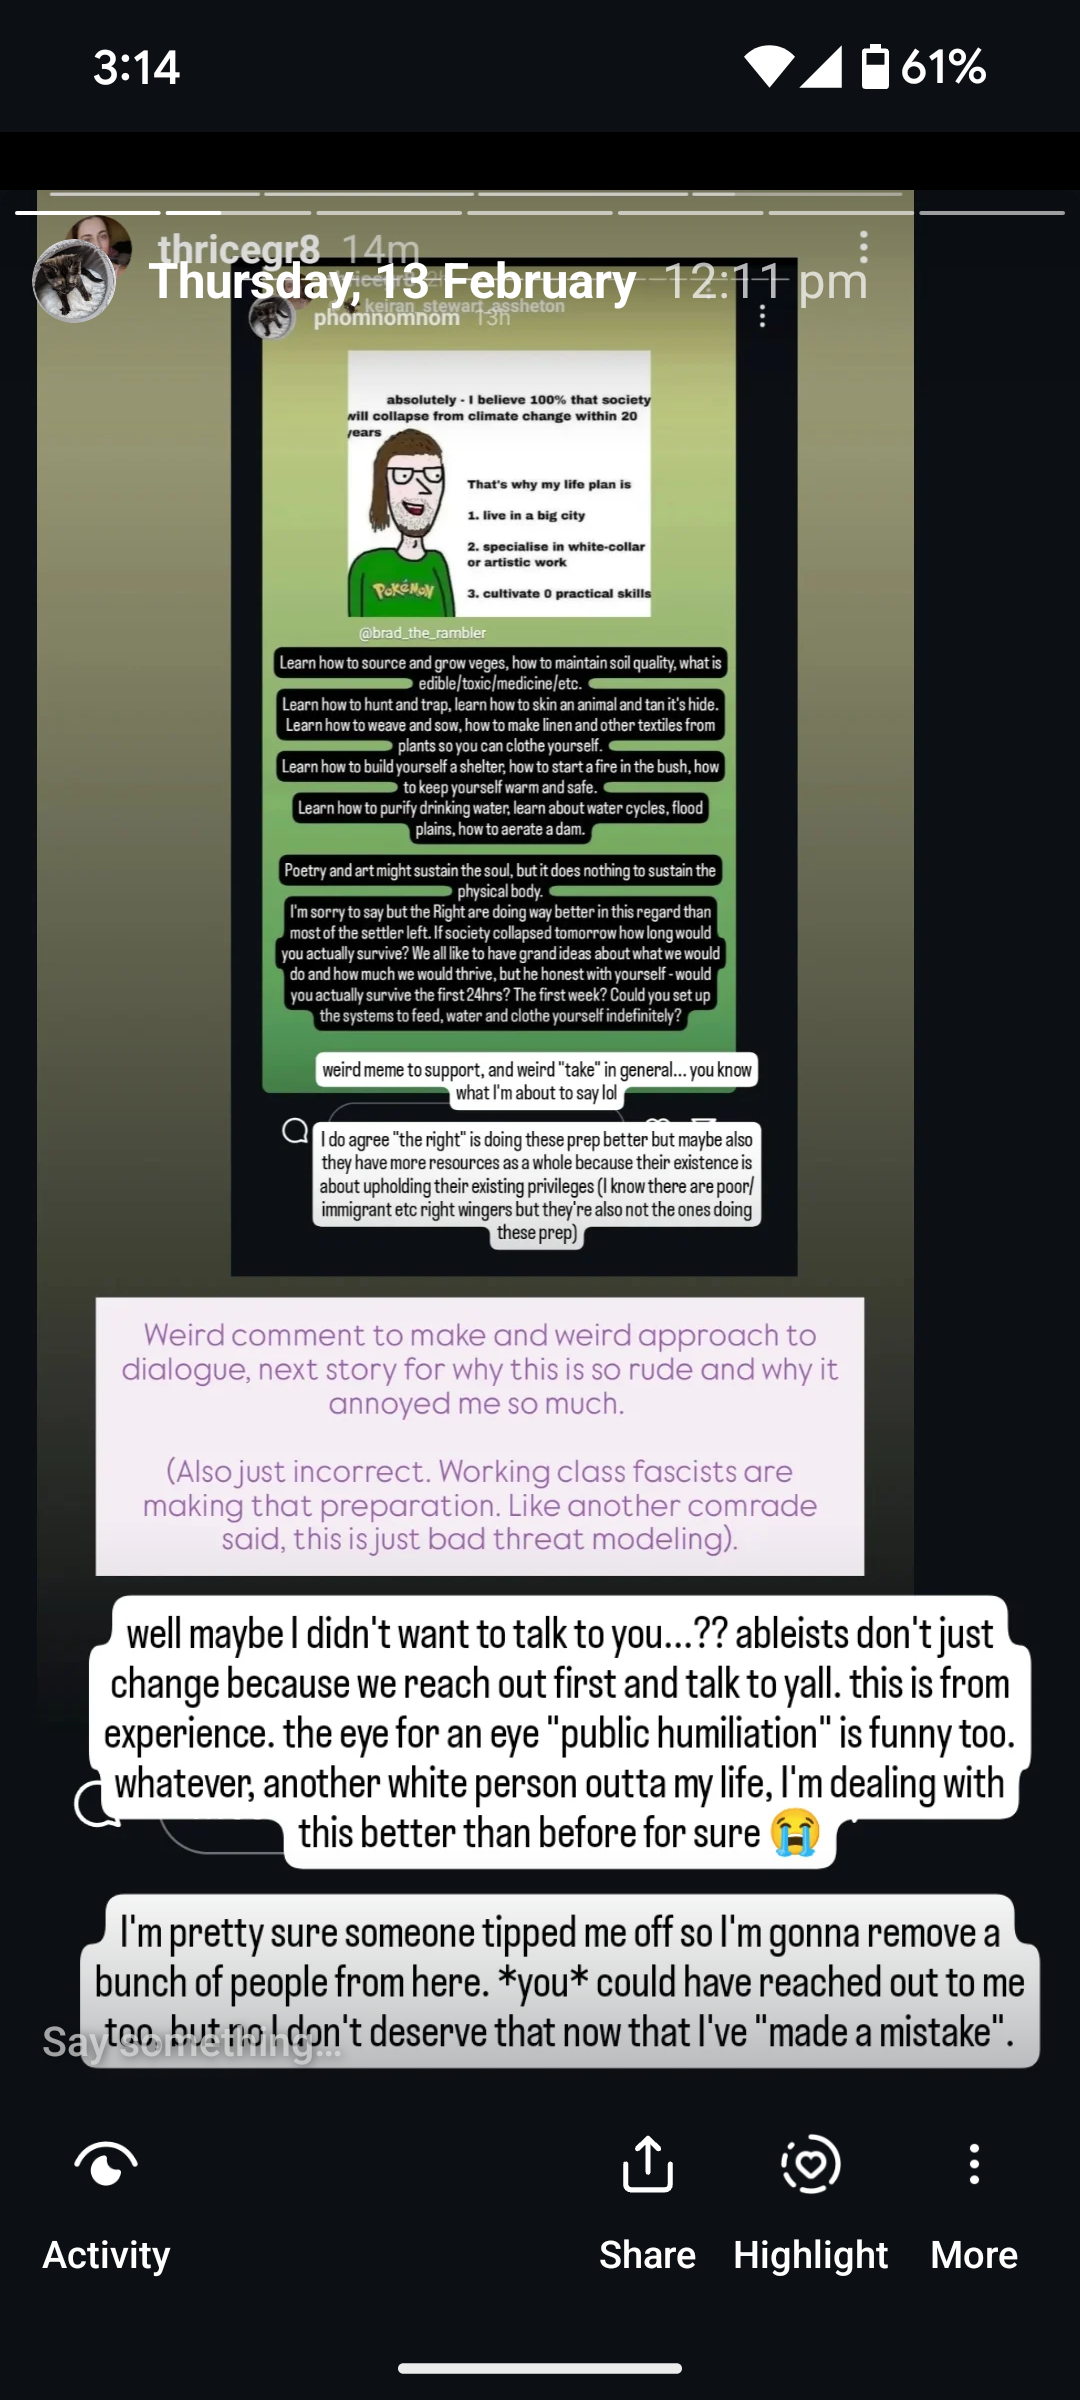 3:14
61%
thricegr8 14m
Thursday, 13 February 12:11 pm
keiran_stewart_assheton
phomnomnom 13h
absolutely - I believe 100% that society
will collapse from climate change within 20
years
That's why my life plan is
1. live in a big city
2. specialise in white-collar
or artistic work
3. cultivate 0 practical skills
POKéMON
@brad_the_rambler
Learn how to source and grow veges, how to maintain soil quality, what is
edible/toxic/medicine/etc.
Learn how to hunt and trap, learn how to skin an animal and tan it's hide.
Learn how to weave and sow, how to make linen and other textiles from
plants so you can clothe yourself.
Learn how to build yourself a shelter, how to start a fire in the bush, how
to keep yourself warm and safe.
Learn how to purify drinking water, learn about water cycles, flood
plains, how to aerate a dam.
Poetry and art might sustain the soul, but it does nothing to sustain the
physical body.
I'm sorry to say but the Right are doing way better in this regard than
most of the settler left. If society collapsed tomorrow how long would
you actually survive? We all like to have grand ideas about what we would
do and how much we would thrive, but he honest with yourself - would
you actually survive the first 24hrs? The first week? Could you set up
the systems to feed, water and clothe yourself indefinitely?
weird meme to support, and weird "take" in general... you know
what I'm about to say lol
I do agree "the right" is doing these prep better but maybe also
they have more resources as a whole because their existence is
about upholding their existing privileges (I know there are poor/
immigrant etc right wingers but they're also not the ones doing
these prep)
Weird comment to make and weird approach to
dialogue, next story for why this is so rude and why it
annoyed me so much.
(Also just incorrect. Working class fascists are
making that preparation. Like another comrade
said, this is just bad threat modeling).
well maybe I didn't want to talk to you...?? ableists don't just
change because we reach out first and talk to yall. this is from
experience. the eye for an eye "public humiliation" is funny too.
whatever, another white person outta my life, I'm dealing with
this better than before for sure 😭
I'm pretty sure someone tipped me off so I'm gonna remove a
bunch of people from here. *you* could have reached out to me
too, but no I don't deserve that now that I've "made a mistake".
Say something...
Activity
Share
Highlight
More